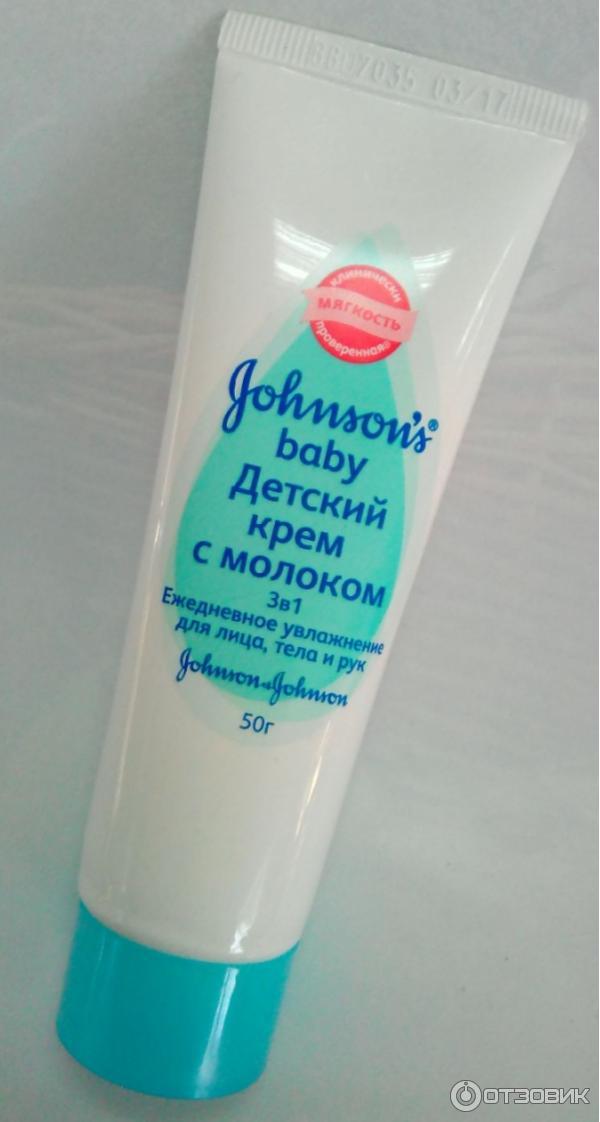 3607035 03/17
клинически
мягкость
проверенная®
Johnson's®
baby
Детский
крем
с молоком
3в1
Ежедневное увлажнение
для лица, тела и рук
Johnson & Johnson
50г
ОТЗОВИК